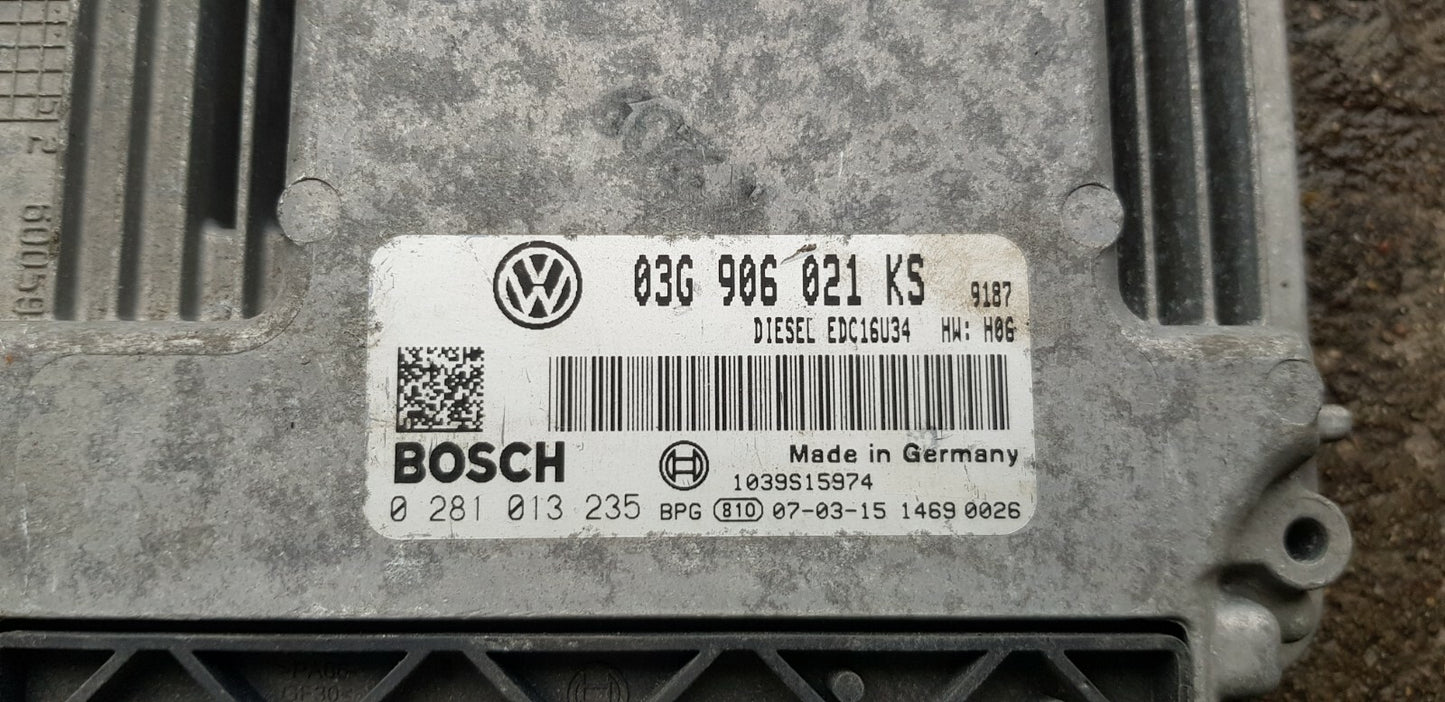 03G 906 021 KS 9187
DIESEL EDC16U34 HW: H06
BOSCH
Made in Germany
1039S15974
0 281 013 235 BPG 810 07-03-15 1469 0026